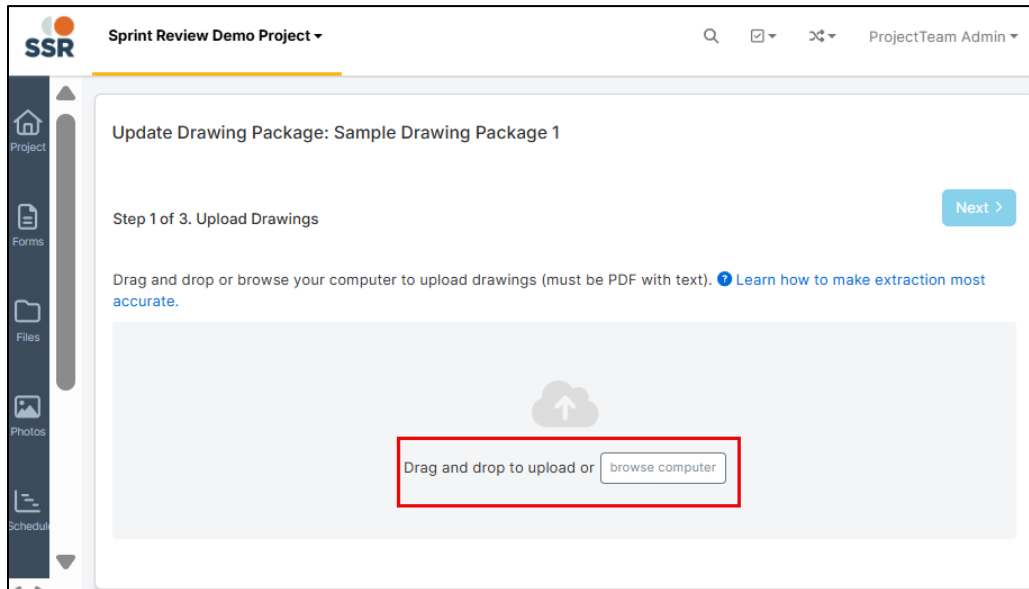 SSR
Sprint Review Demo Project
ProjectTeam Admin
Project
Forms
Files
Photos
Schedul
Update Drawing Package: Sample Drawing Package 1
Step 1 of 3. Upload Drawings
Next >
Drag and drop or browse your computer to upload drawings (must be PDF with text). ? Learn how to make extraction most
accurate.
Drag and drop to upload or browse computer